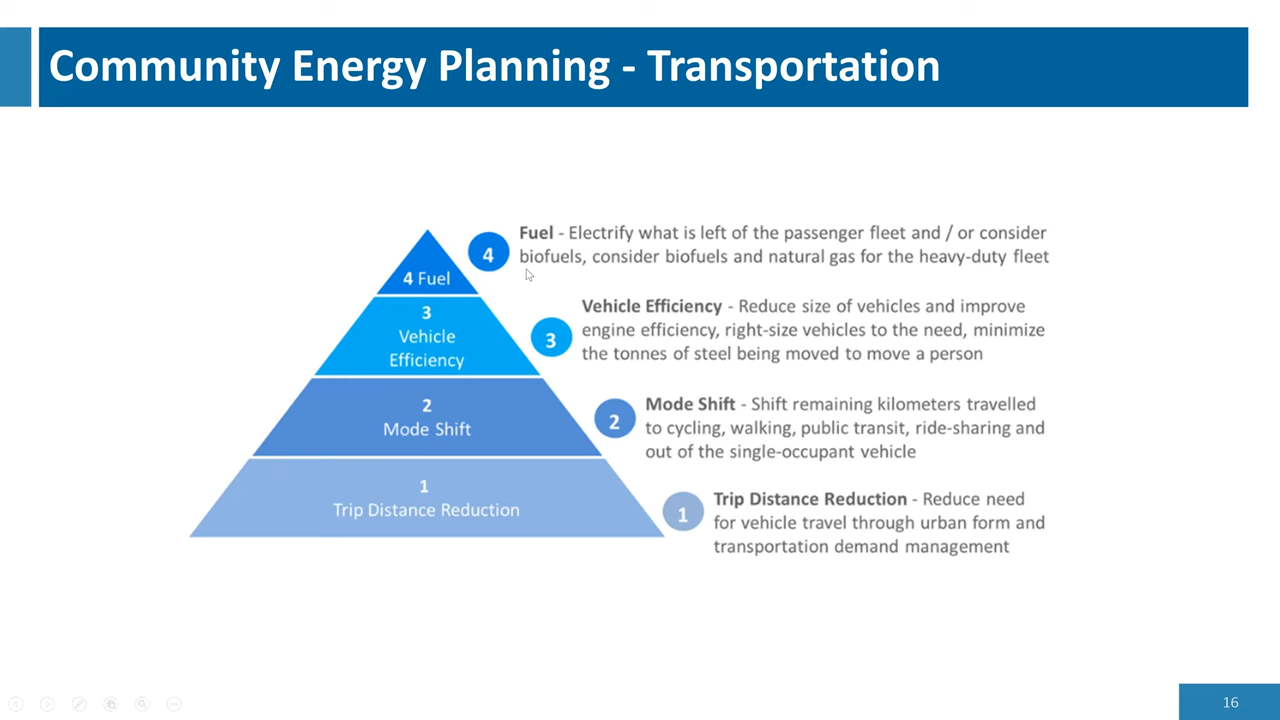 Community Energy Planning - Transportation
4 Fuel
4
Fuel - Electrify what is left of the passenger fleet and / or consider
biofuels, consider biofuels and natural gas for the heavy-duty fleet
3
Vehicle
Efficiency
3
Vehicle Efficiency - Reduce size of vehicles and improve
engine efficiency, right-size vehicles to the need, minimize
the tonnes of steel being moved to move a person
2
Mode Shift
2
Mode Shift - Shift remaining kilometers travelled
to cycling, walking, public transit, ride-sharing and
out of the single-occupant vehicle
1
Trip Distance Reduction
1
Trip Distance Reduction - Reduce need
for vehicle travel through urban form and
transportation demand management
16